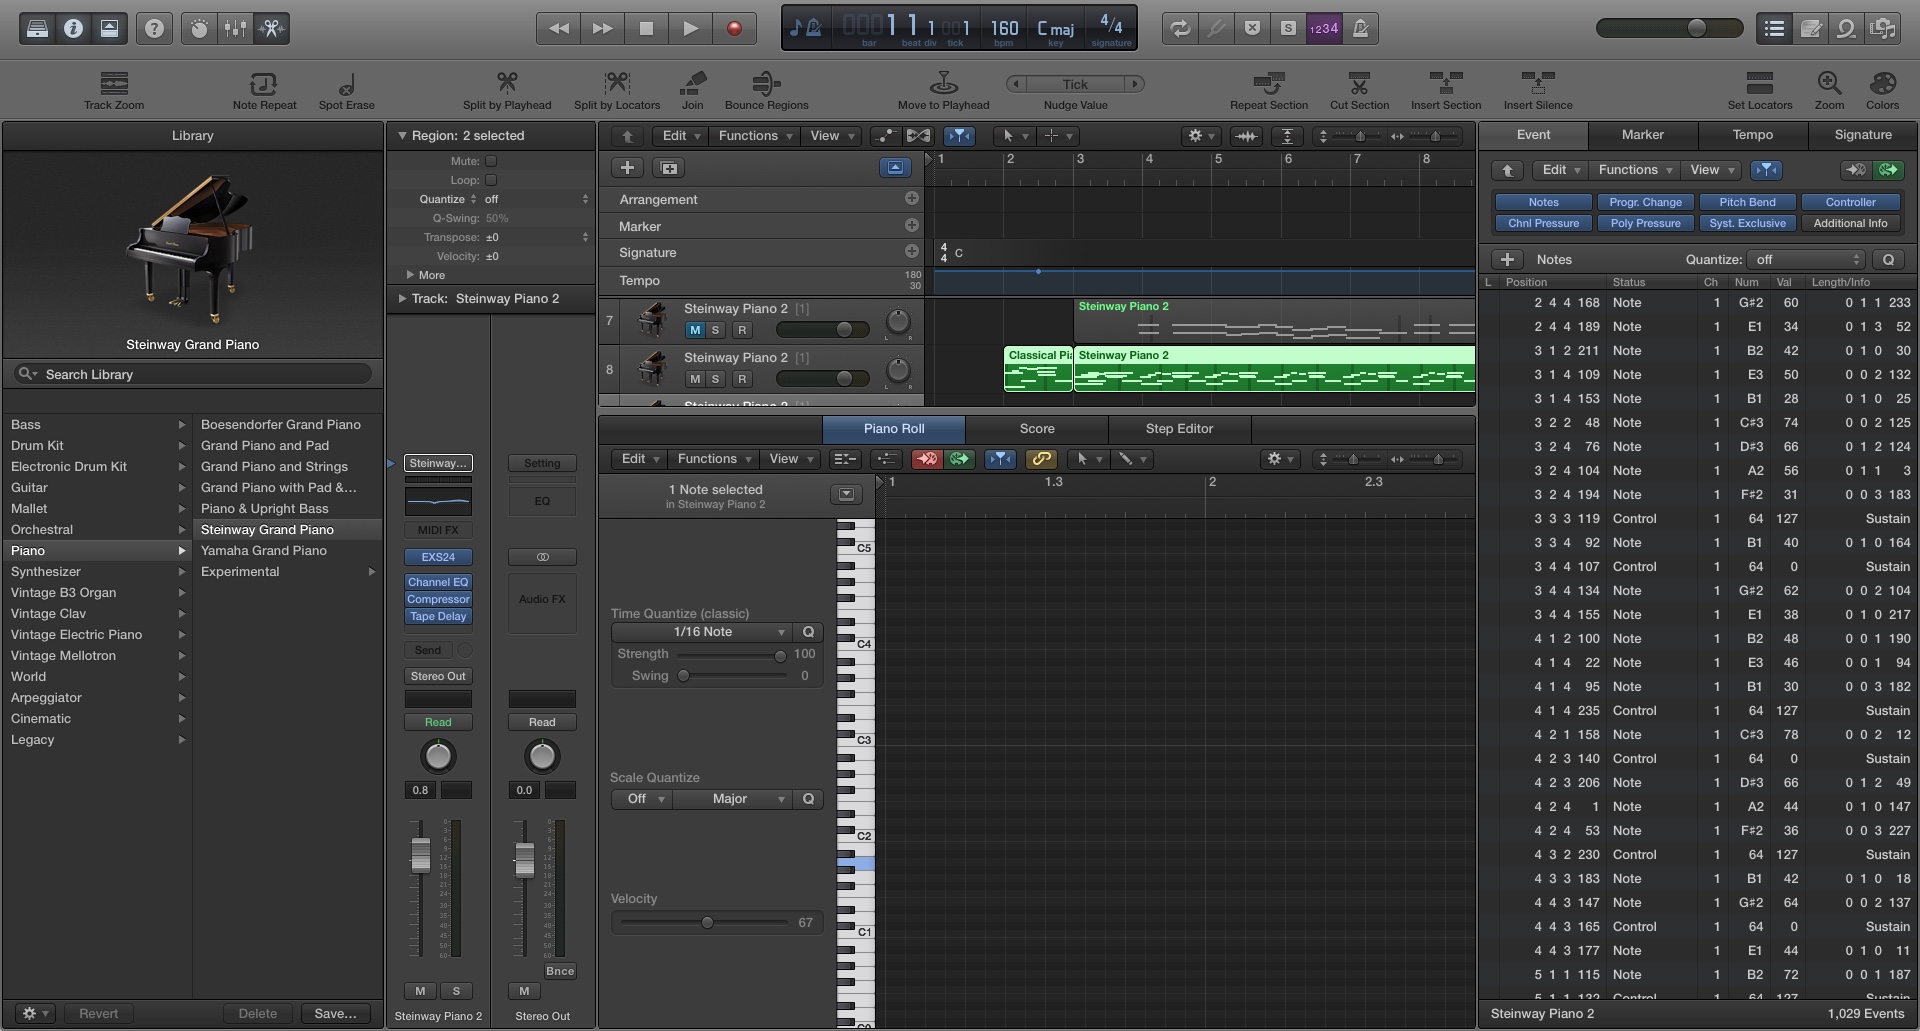 1234
1 1 1 1
bar beat div tick
160
bpm
C maj
key
4/4
signature
Track Zoom
Note Repeat
Spot Erase
Split by Playhead
Split by Locators
Join
Bounce Regions
Move to Playhead
Tick
Nudge Value
Repeat Section
Cut Section
Insert Section
Insert Silence
Set Locators
Zoom
Colors
Library
Steinway Grand Piano
Search Library
Bass
Drum Kit
Electronic Drum Kit
Guitar
Mallet
Orchestral
Piano
Synthesizer
Vintage B3 Organ
Vintage Clav
Vintage Electric Piano
Vintage Mellotron
World
Arpeggiator
Cinematic
Legacy
Boesendorfer Grand Piano
Grand Piano and Pad
Grand Piano and Strings
Grand Piano with Pad &...
Piano & Upright Bass
Steinway Grand Piano
Yamaha Grand Piano
Experimental
Revert
Delete
Save...
Region: 2 selected
Mute:
Loop:
Quantize off
Q-Swing: 50%
Transpose: ±0
Velocity: ±0
More
Track: Steinway Piano 2
Steinway...
MIDI FX
EXS24
Channel EQ
Compressor
Tape Delay
Send
Stereo Out
Read
0.8
M S
Steinway Piano 2
Setting
EQ
Audio FX
Read
0.0
Bnce
M
Stereo Out
Edit Functions View
1 2 3 4 5 6 7 8
Arrangement
Marker
Signature
4/4 C
Tempo
180
30
7
Steinway Piano 2 [1]
M S R
L R
Steinway Piano 2
8
Steinway Piano 2 [1]
M S R
L R
Classical Pi
Steinway Piano 2
Steinway Piano 2
Piano Roll Score Step Editor
Edit Functions View
1 Note selected
in Steinway Piano 2
1 1.3 2 2.3
Time Quantize (classic)
1/16 Note Q
Strength 100
Swing 0
Scale Quantize
Off Major Q
Velocity
67
C5
C4
C3
C2
C1
C0
Event Marker Tempo Signature
Edit Functions View
Notes Progr. Change Pitch Bend Controller
Chnl Pressure Poly Pressure Syst. Exclusive Additional Info
Notes Quantize: off Q
L Position Status Ch Num Val Length/Info
2 4 4 168 Note 1 G#2 60 0 1 1 233
2 4 4 189 Note 1 E1 34 0 1 3 52
3 1 2 211 Note 1 B2 42 0 1 0 30
3 1 4 109 Note 1 E3 50 0 0 2 132
3 1 4 153 Note 1 B1 28 0 1 0 25
3 2 2 48 Note 1 C#3 74 0 0 2 125
3 2 4 76 Note 1 D#3 66 0 1 2 124
3 2 4 104 Note 1 A2 56 0 1 1 3
3 2 4 194 Note 1 F#2 31 0 0 3 183
3 3 3 119 Control 1 64 127 Sustain
3 3 4 92 Note 1 B1 40 0 1 0 164
3 4 4 107 Control 1 64 0 Sustain
3 4 4 134 Note 1 G#2 62 0 0 2 104
3 4 4 155 Note 1 E1 38 0 1 0 217
4 1 2 100 Note 1 B2 48 0 0 1 190
4 1 4 22 Note 1 E3 46 0 0 1 94
4 1 4 95 Note 1 B1 30 0 0 3 182
4 1 4 235 Control 1 64 127 Sustain
4 2 1 158 Note 1 C#3 78 0 0 2 12
4 2 3 140 Control 1 64 0 Sustain
4 2 3 206 Note 1 D#3 66 0 1 2 49
4 2 4 1 Note 1 A2 44 0 1 0 147
4 2 4 53 Note 1 F#2 36 0 0 3 227
4 3 2 230 Control 1 64 127 Sustain
4 3 3 183 Note 1 B1 42 0 1 0 18
4 4 3 147 Note 1 G#2 64 0 0 2 137
4 4 3 165 Control 1 64 0 Sustain
4 4 3 177 Note 1 E1 44 0 1 0 11
5 1 1 115 Note 1 B2 72 0 0 1 187
5 1 1 132 Control 1 64 127 Sustain
Steinway Piano 2 1,029 Events